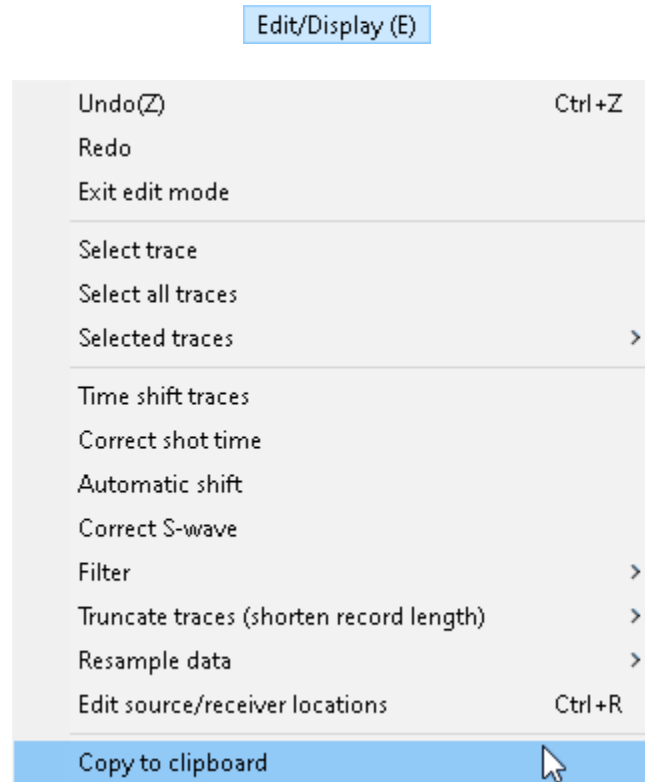 Edit/Display (E)
Undo(Z) Ctrl+Z
Redo
Exit edit mode
Select trace
Select all traces
Selected traces
Time shift traces
Correct shot time
Automatic shift
Correct S-wave
Filter
Truncate traces (shorten record length)
Resample data
Edit source/receiver locations Ctrl+R
Copy to clipboard